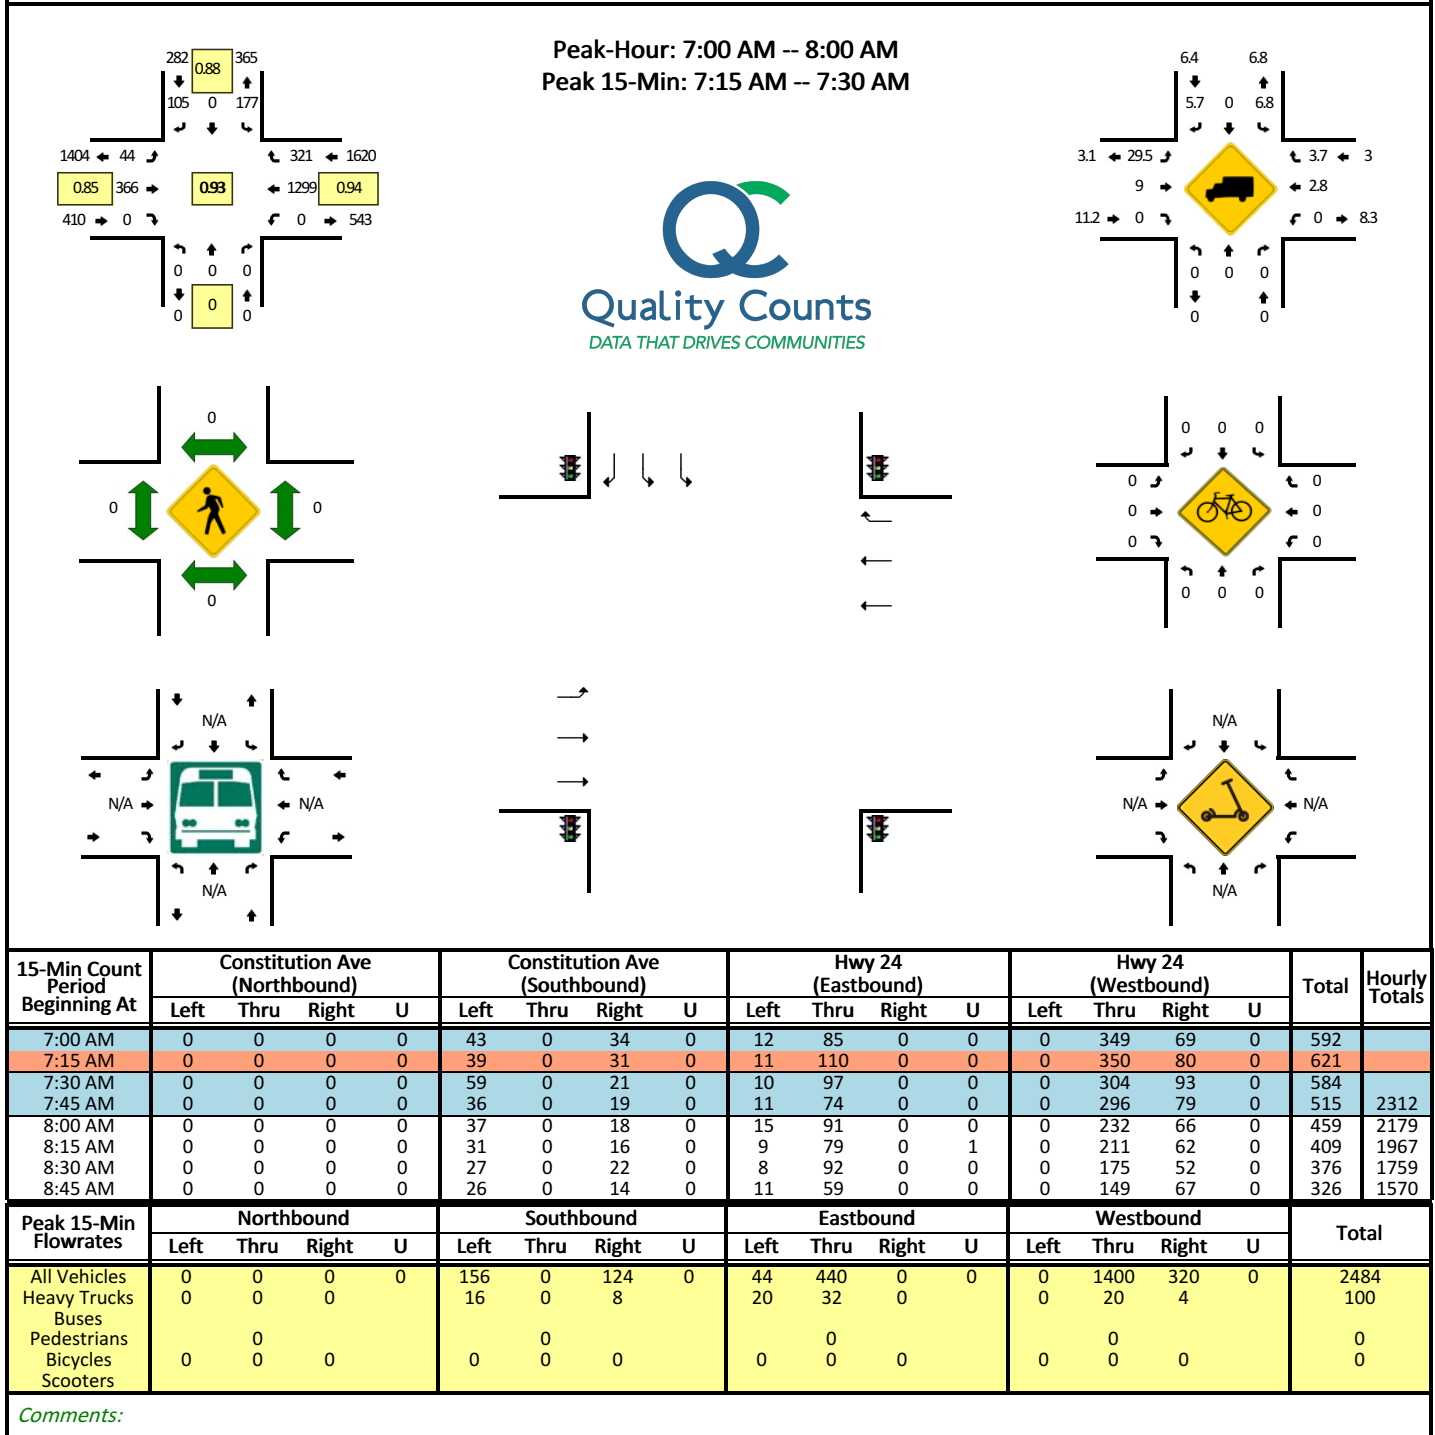 Peak-Hour: 7:00 AM -- 8:00 AM
Peak 15-Min: 7:15 AM -- 7:30 AM
282 0.88 365
105 0 177
1404 44 321 1620
0.85 366 0.93 1299 0.94
410 0 0 543
0 0 0
0 0 0
6.4 6.8
5.7 0 6.8
3.1 29.5 3.7 3
9 2.8
11.2 0 0 8.3
0 0 0
0 0
QC
Quality Counts
DATA THAT DRIVES COMMUNITIES
0
0 0
0
0 0 0
0 0
0 0
0 0
0 0 0
N/A
N/A N/A
N/A
N/A
N/A N/A
N/A
15-Min Count Period Beginning At Constitution Ave (Northbound) Constitution Ave (Southbound) Hwy 24 (Eastbound) Hwy 24 (Westbound) Total Hourly Totals
Left Thru Right U Left Thru Right U Left Thru Right U Left Thru Right U
7:00 AM 0 0 0 0 43 0 34 0 12 85 0 0 0 349 69 0 592
7:15 AM 0 0 0 0 39 0 31 0 11 110 0 0 0 350 80 0 621
7:30 AM 0 0 0 0 59 0 21 0 10 97 0 0 0 304 93 0 584
7:45 AM 0 0 0 0 36 0 19 0 11 74 0 0 0 296 79 0 515 2312
8:00 AM 0 0 0 0 37 0 18 0 15 91 0 0 0 232 66 0 459 2179
8:15 AM 0 0 0 0 31 0 16 0 9 79 0 1 0 211 62 0 409 1967
8:30 AM 0 0 0 0 27 0 22 0 8 92 0 0 0 175 52 0 376 1759
8:45 AM 0 0 0 0 26 0 14 0 11 59 0 0 0 149 67 0 326 1570
Peak 15-Min Flowrates Northbound Southbound Eastbound Westbound Total
Left Thru Right U Left Thru Right U Left Thru Right U Left Thru Right U
All Vehicles 0 0 0 0 156 0 124 0 44 440 0 0 0 1400 320 0 2484
Heavy Trucks 0 0 0 16 0 8 20 32 0 0 20 4 100
Buses
Pedestrians 0 0 0 0 0
Bicycles 0 0 0 0 0 0 0 0 0 0 0 0 0
Scooters
Comments: